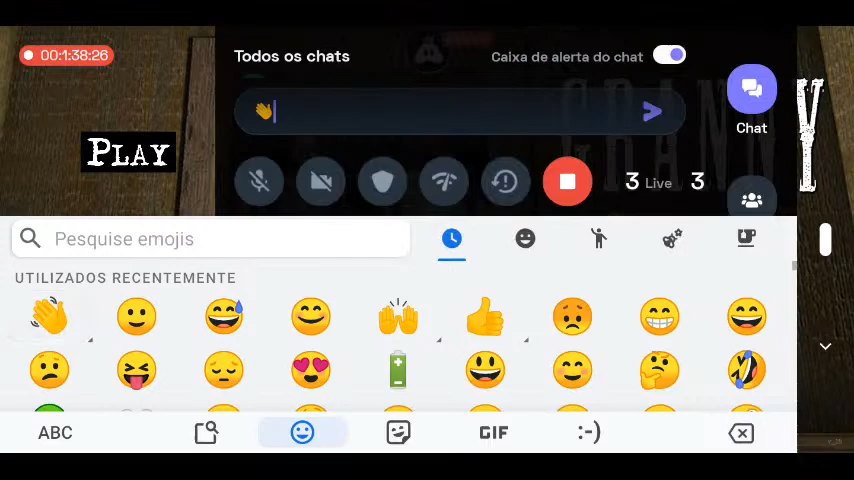 00:1:38:26
Todos os chats
Caixa de alerta do chat
GRANNY
Chat
PLAY
3 Live 3
Pesquise emojis
UTILIZADOS RECENTEMENTE
ABC
GIF
:-)